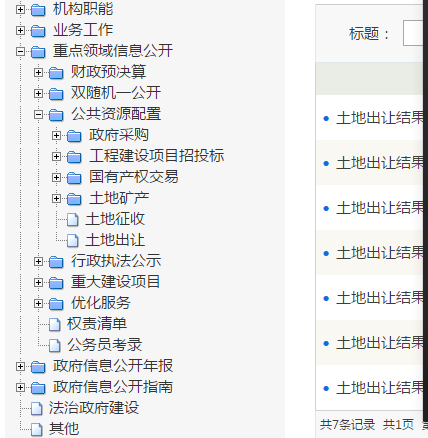 机构职能
业务工作
重点领域信息公开
财政预决算
双随机一公开
公共资源配置
政府采购
工程建设项目招投标
国有产权交易
土地矿产
土地征收
土地出让
行政执法公示
重大建设项目
优化服务
权责清单
公务员考录
政府信息公开年报
政府信息公开指南
法治政府建设
其他
标题：
土地出让结果
土地出让结果
土地出让结果
土地出让结果
土地出让结果
土地出让结果
土地出让结果
共7条记录 共1页